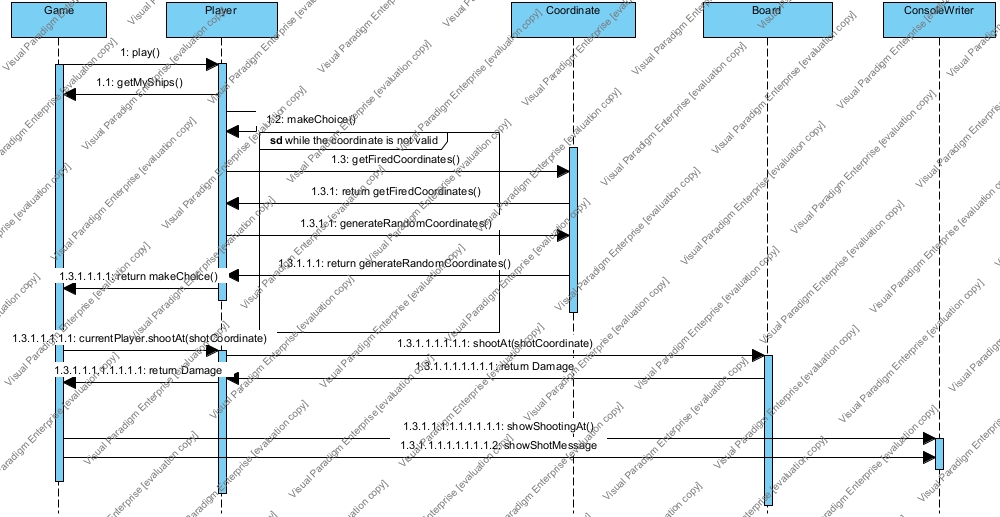 Game
Player
Coordinate
Board
ConsoleWriter
1: play()
1.1: getMyShips()
1.2: makeChoice()
sd while the coordinate is not valid
1.3: getFiredCoordinates()
1.3.1: return getFiredCoordinates()
1.3.1.1: generateRandomCoordinates()
1.3.1.1.1: return generateRandomCoordinates()
1.3.1.1.1.1: return makeChoice()
1.3.1.1.1.1.1: currentPlayer.shootAt(shotCoordinate)
1.3.1.1.1.1.1.1: shootAt(shotCoordinate)
1.3.1.1.1.1.1.1.1: return Damage
1.3.1.1.1.1.1.1.1.1: return Damage
1.3.1.1.1.1.1.1.1.1.1: showShootingAt()
1.3.1.1.1.1.1.1.1.1.2: showShotMessage
Visual Paradigm Enterprise [evaluation copy]